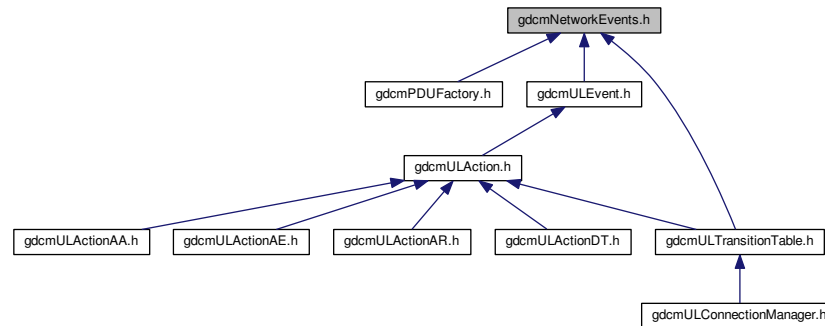 gdcmNetworkEvents.h
gdcmPDUFactory.h
gdcmULEvent.h
gdcmULAction.h
gdcmULActionAA.h
gdcmULActionAE.h
gdcmULActionAR.h
gdcmULActionDT.h
gdcmULTransitionTable.h
gdcmULConnectionManager.h